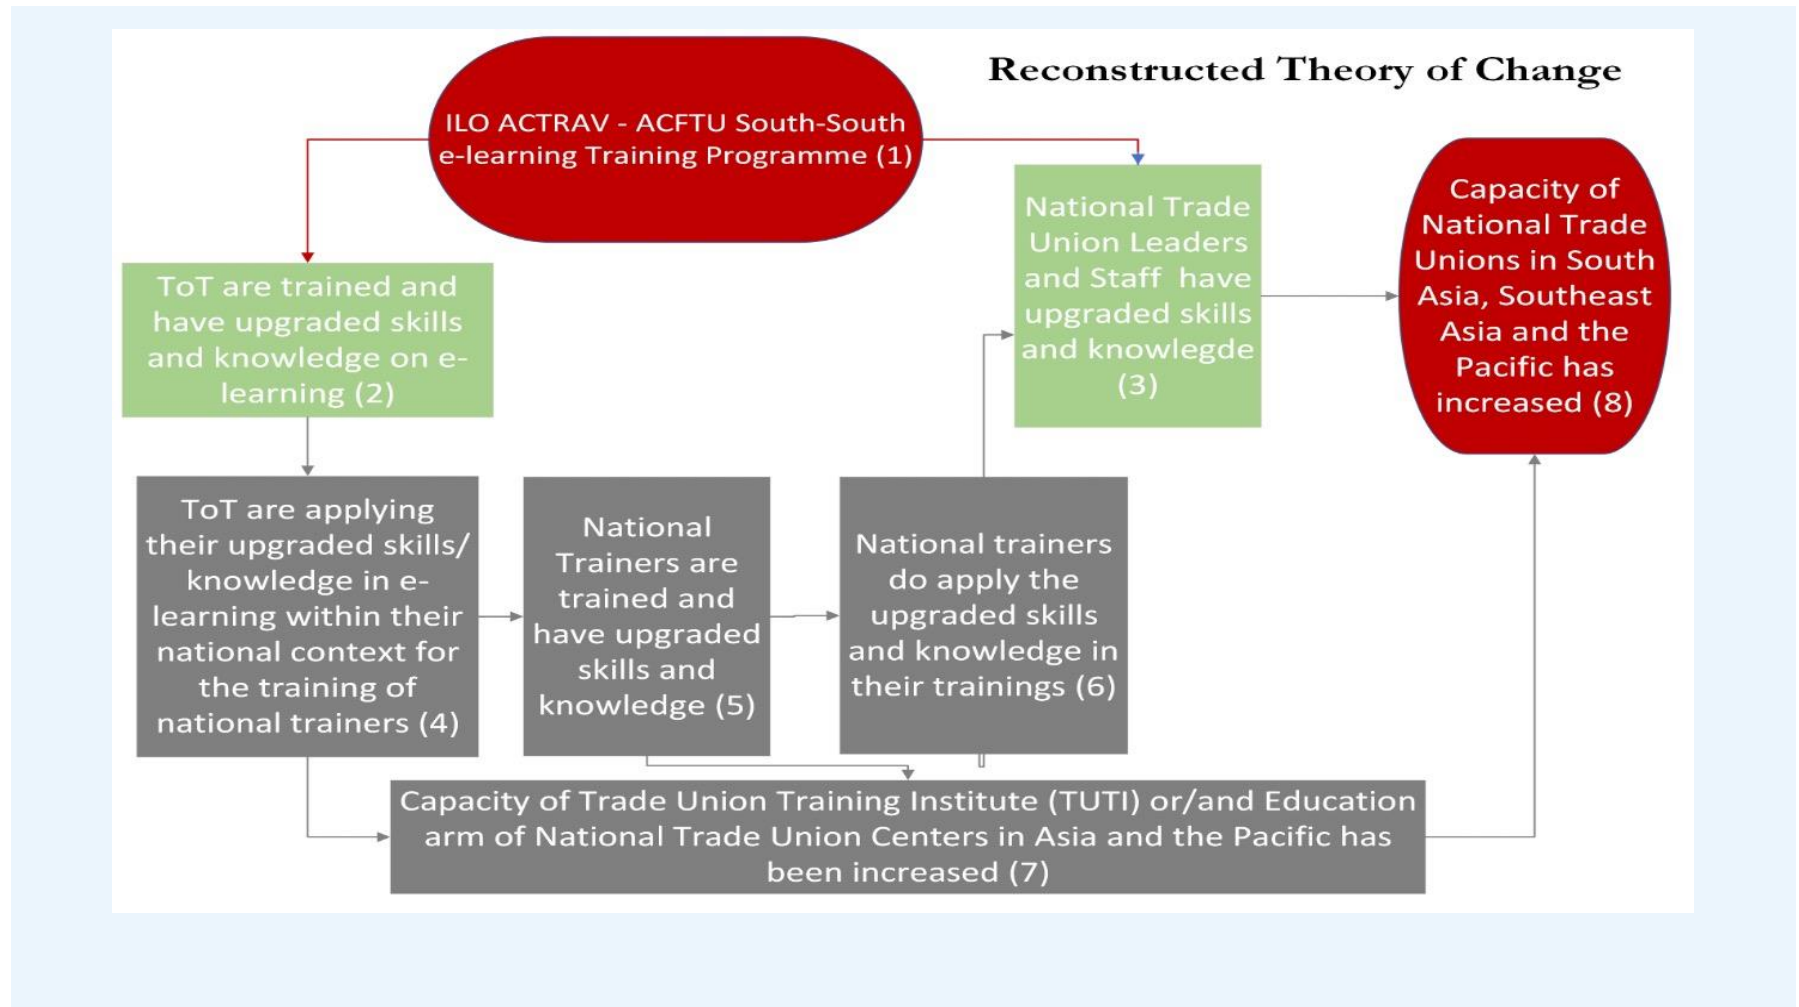 Reconstructed Theory of Change
ILO ACTRAV - ACFTU South-South
e-learning Training Programme (1)
ToT are trained and
have upgraded skills
and knowledge on e-
learning (2)
National Trade
Union Leaders
and Staff have
upgraded skills
and knowlegde
(3)
Capacity of
National Trade
Unions in South
Asia, Southeast
Asia and the
Pacific has
increased (8)
ToT are applying
their upgraded skills/
knowledge in e-
learning within their
national context for
the training of
national trainers (4)
National
Trainers are
trained and
have upgraded
skills and
knowledge (5)
National trainers
do apply the
upgraded skills
and knowledge in
their trainings (6)
Capacity of Trade Union Training Institute (TUTI) or/and Education
arm of National Trade Union Centers in Asia and the Pacific has
been increased (7)